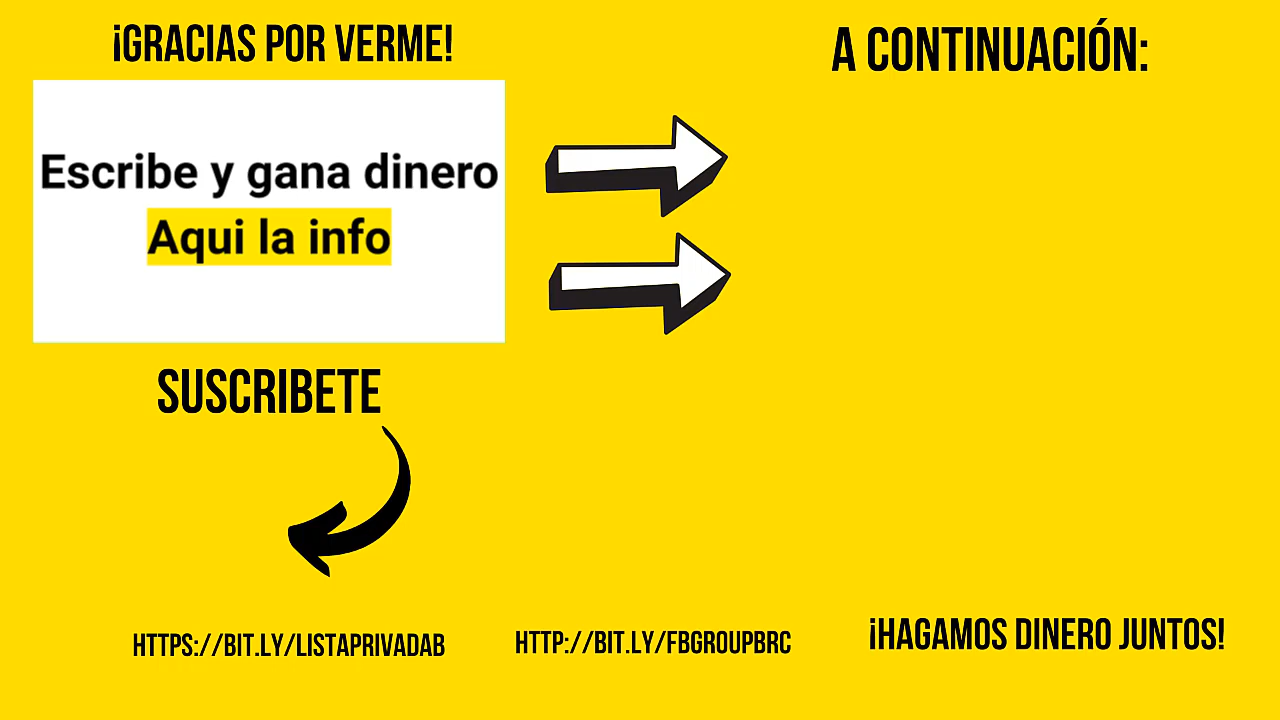 ¡GRACIAS POR VERME!
A CONTINUACIÓN:
Escribe y gana dinero
Aqui la info
SUSCRIBETE
HTTPS://BIT.LY/LISTAPRIVADAB
HTTP://BIT.LY/FBGROUPBRC
¡HAGAMOS DINERO JUNTOS!